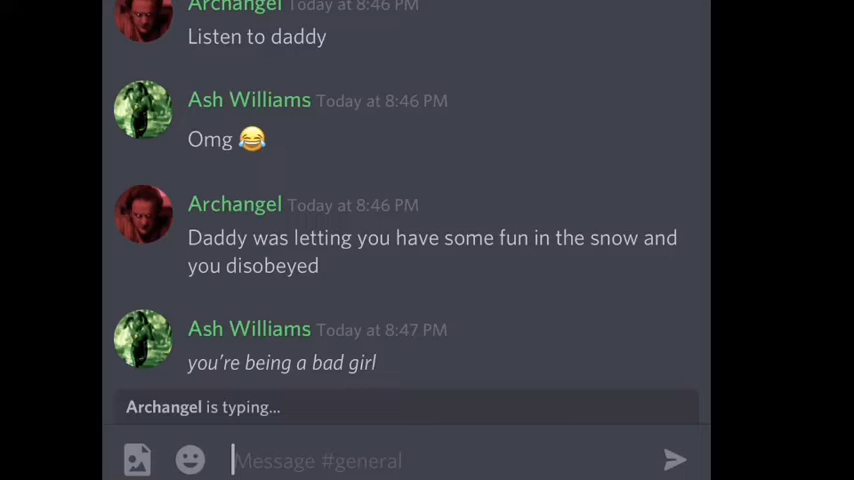 Archangel Today at 8:46 PM
Listen to daddy
Ash Williams Today at 8:46 PM
Omg 😂
Archangel Today at 8:46 PM
Daddy was letting you have some fun in the snow and
you disobeyed
Ash Williams Today at 8:47 PM
you're being a bad girl
Archangel is typing...
Message #general